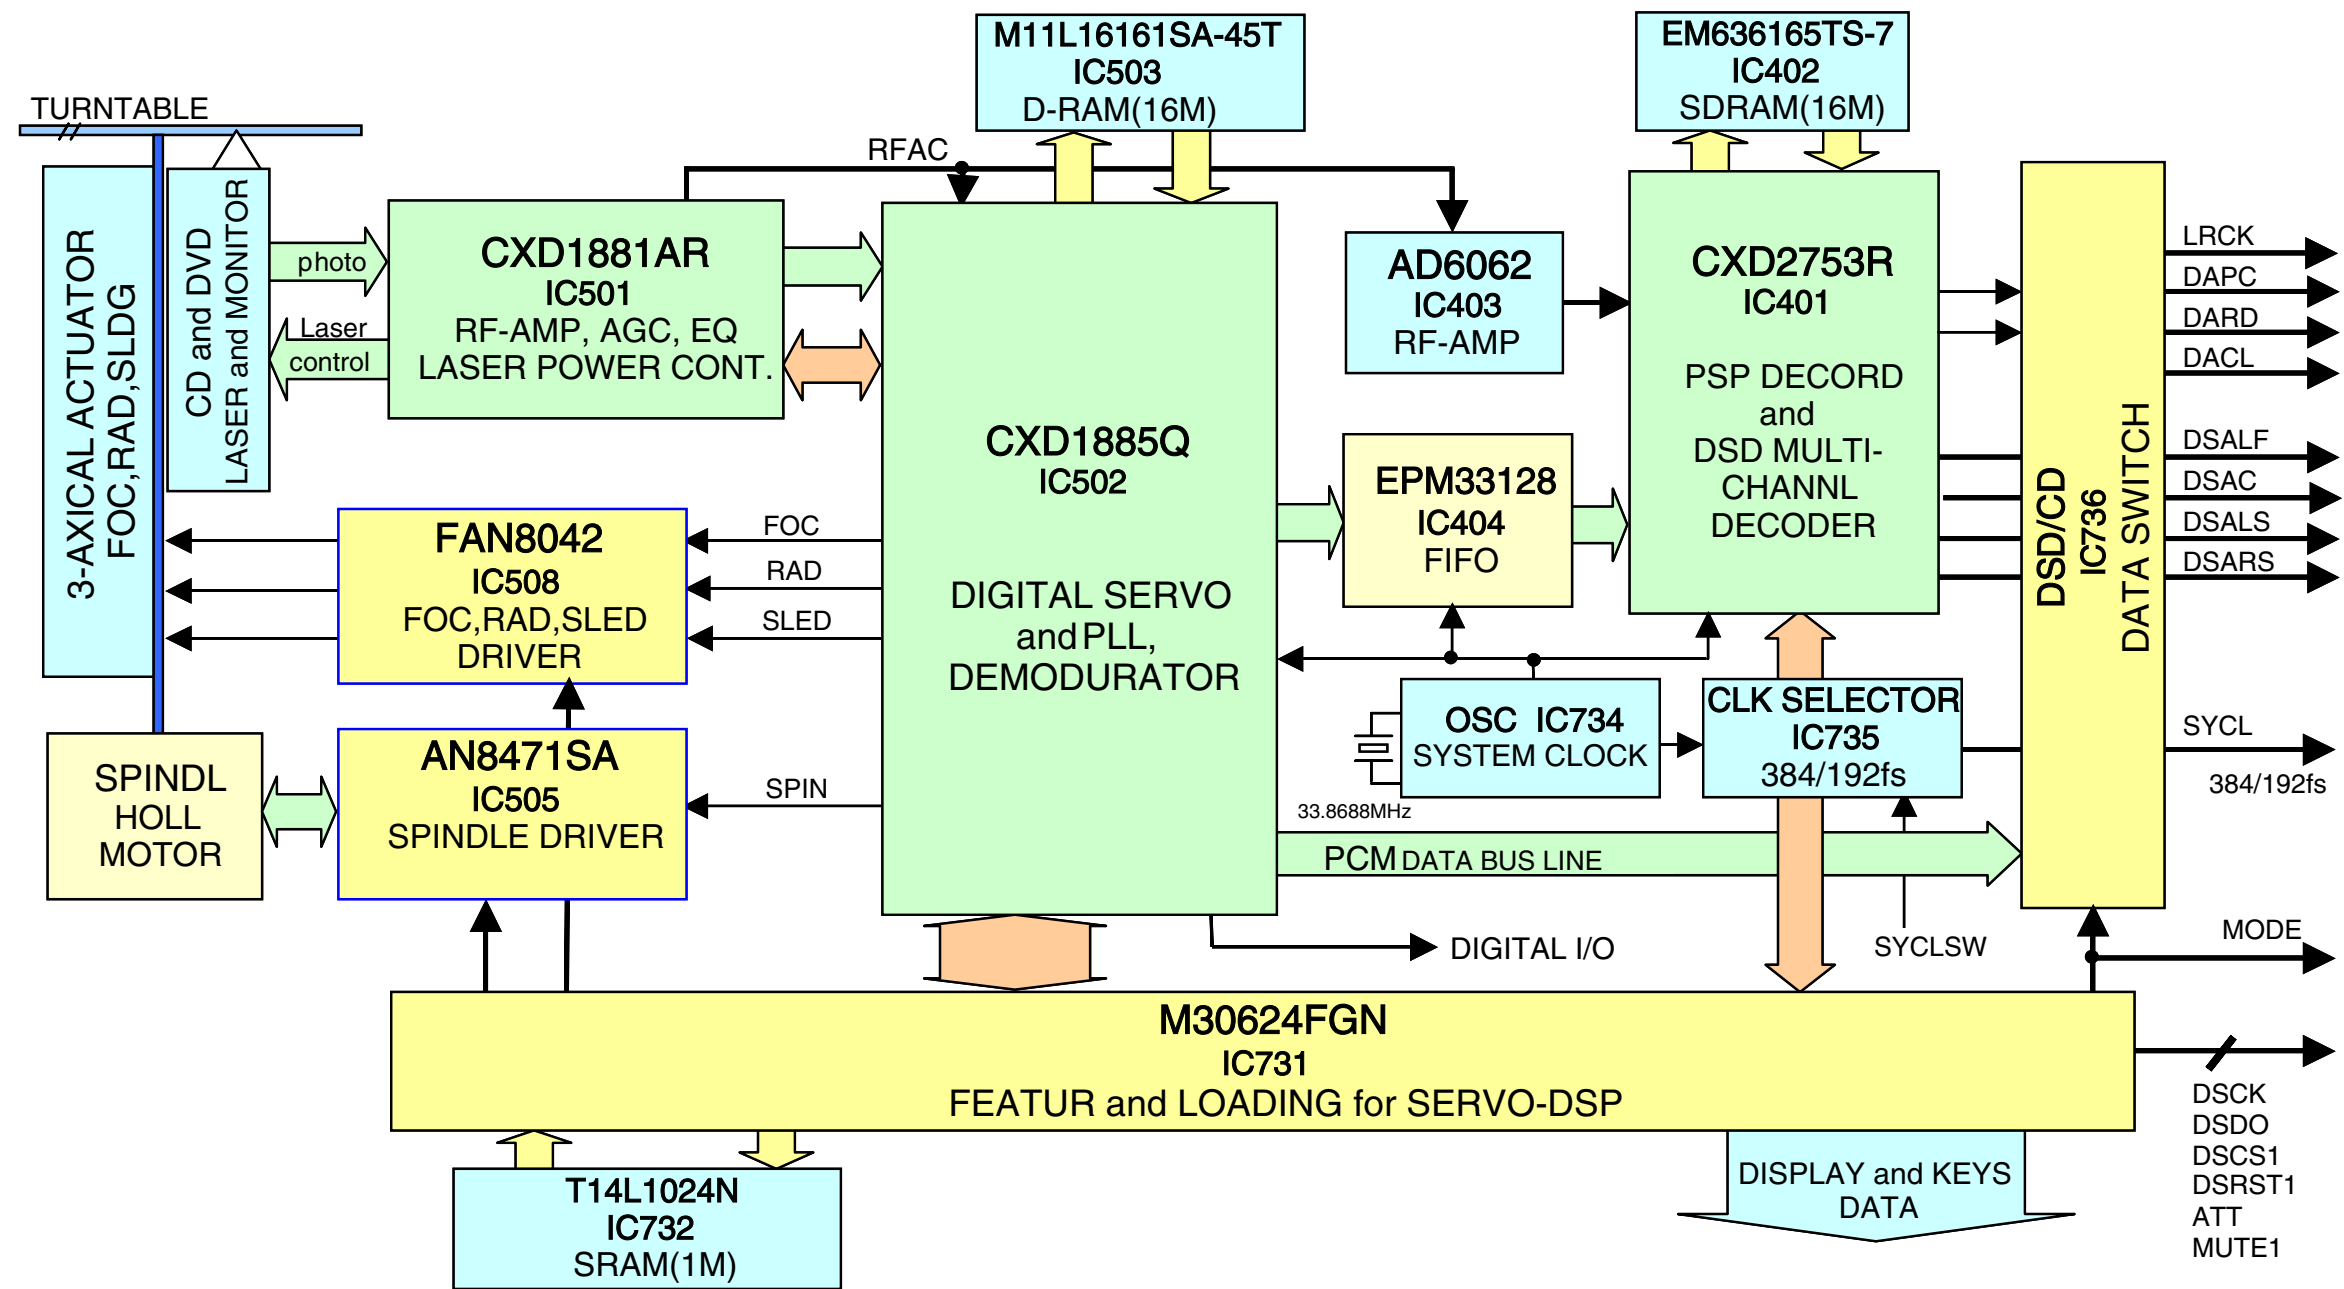 M11L16161SA-45T
IC503
D-RAM(16M)
EM636165TS-7
IC402
SDRAM(16M)
TURNTABLE
RFAC
3-AXICAL ACTUATOR
FOC,RAD,SLDG
CD and DVD
LASER and MONITOR
photo
Laser
control
CXD1881AR
IC501
RF-AMP, AGC, EQ
LASER POWER CONT.
CXD1885Q
IC502
DIGITAL SERVO
and PLL,
DEMODURATOR
AD6062
IC403
RF-AMP
CXD2753R
IC401
PSP DECORD
and
DSD MULTI-
CHANNL
DECODER
EPM33128
IC404
FIFO
DSD/CD
IC736
DATA SWITCH
LRCK
DAPC
DARD
DACL
DSALF
DSAC
DSALS
DSARS
SYCL
384/192fs
FAN8042
IC508
FOC,RAD,SLED
DRIVER
FOC
RAD
SLED
AN8471SA
IC505
SPINDLE DRIVER
SPIN
SPINDL
HOLL
MOTOR
OSC IC734
SYSTEM CLOCK
33.8688MHz
CLK SELECTOR
IC735
384/192fs
PCM DATA BUS LINE
DIGITAL I/O
SYCLSW
MODE
M30624FGN
IC731
FEATUR and LOADING for SERVO-DSP
DSCK
DSDO
DSCS1
DSRST1
ATT
MUTE1
T14L1024N
IC732
SRAM(1M)
DISPLAY and KEYS
DATA